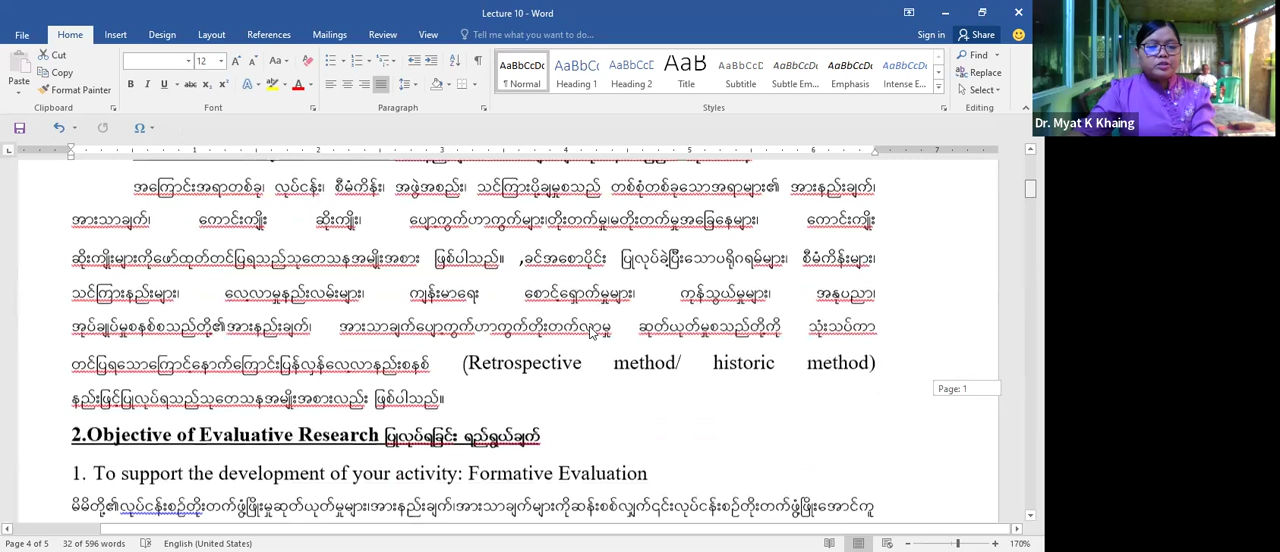 Lecture 10 - Word
File Home Insert Design Layout References Mailings Review View Tell me what you want to do... Sign in Share
Cut
Copy
Format Painter
Paste
Clipboard
12
Font
Paragraph
AaBbCcDc AaBbCcD AaBbCcD AaB AaBbCcD AaBbCcDc AaBbCcDc AaBbCcDc AaBbCcDc
¶ Normal Heading 1 Heading 2 Title Subtitle Subtle Em... Emphasis Intense E...
Styles
Find
Replace
Select
Editing
Dr. Myat K Khaing
1 2 3 4 5 6 7
အကြောင်းအရာတစ်ခု၊ လုပ်ငန်း၊ စီမံကိန်း၊ အဖွဲအစည်း၊ သင်ကြားပို့ချမှုစသည် တစ်စုံတစ်ခုသောအရာများ၏ အားနည်းချက်၊
အားသာချက်၊ ကောင်းကျိုး ဆိုးကျိုး၊ ပျောကွက်ဟာကွက်များ၊တိုးတက်မှု၊မတိုးတက်မှုအခြေနေများ၊ ကောင်းကျိုး
ဆိုးကျိုးများကိုဖော်ထုတ်တင်ပြရသည်သုတေသနအမျိုးအစား ဖြစ်ပါသည်။ ,ခင်အစောပိုင်း ပြုလုပ်ခဲ့ပြီးသောပရိုဂရမ်များ၊ စီမံကိန်းများ၊
သင်ကြားနည်းများ၊ လေ့လာမှုနည်းလမ်းများ၊ ကျန်းမာရေး စောင့်ရှောက်မှုများ၊ ကုန်သွယ်မှုများ၊ အနုပညာ၊
အုပ်ချုပ်မှုစနစ်စသည်တို့၏အားနည်းချက်၊ အားသာချက်ပျောကွက်ဟာကွက်တိုးတက်လာမှု ဆုတ်ယုတ်မှုစသည်တို့ကို သုံးသပ်ကာ
တင်ပြရသောကြောင့်နောက်ကြောင်းပြန်လှန်လေ့လာနည်းစနစ် (Retrospective method/ historic method)
နည်းဖြင့်ပြုလုပ်ရသည်သုတေသနအမျိုးအစားလည်း ဖြစ်ပါသည်။
Page: 1
2.Objective of Evaluative Research ပြုလုပ်ရခြင်း ရည်ရွယ်ချက်
1. To support the development of your activity: Formative Evaluation
မိမိတို့၏လုပ်ငန်းစဉ်တိုးတက်ဖွံ့ဖြိုးမှုဆုတ်ယုတ်မှုများ၊အားနည်းချက်၊အားသာချက်များကိုဆန်းစစ်လျှက်၎င်းလုပ်ငန်းစဉ်တိုးတက်ဖွံ့ဖြိုးအောင်ကူ
Page 4 of 5 32 of 596 words English (United States) 170%